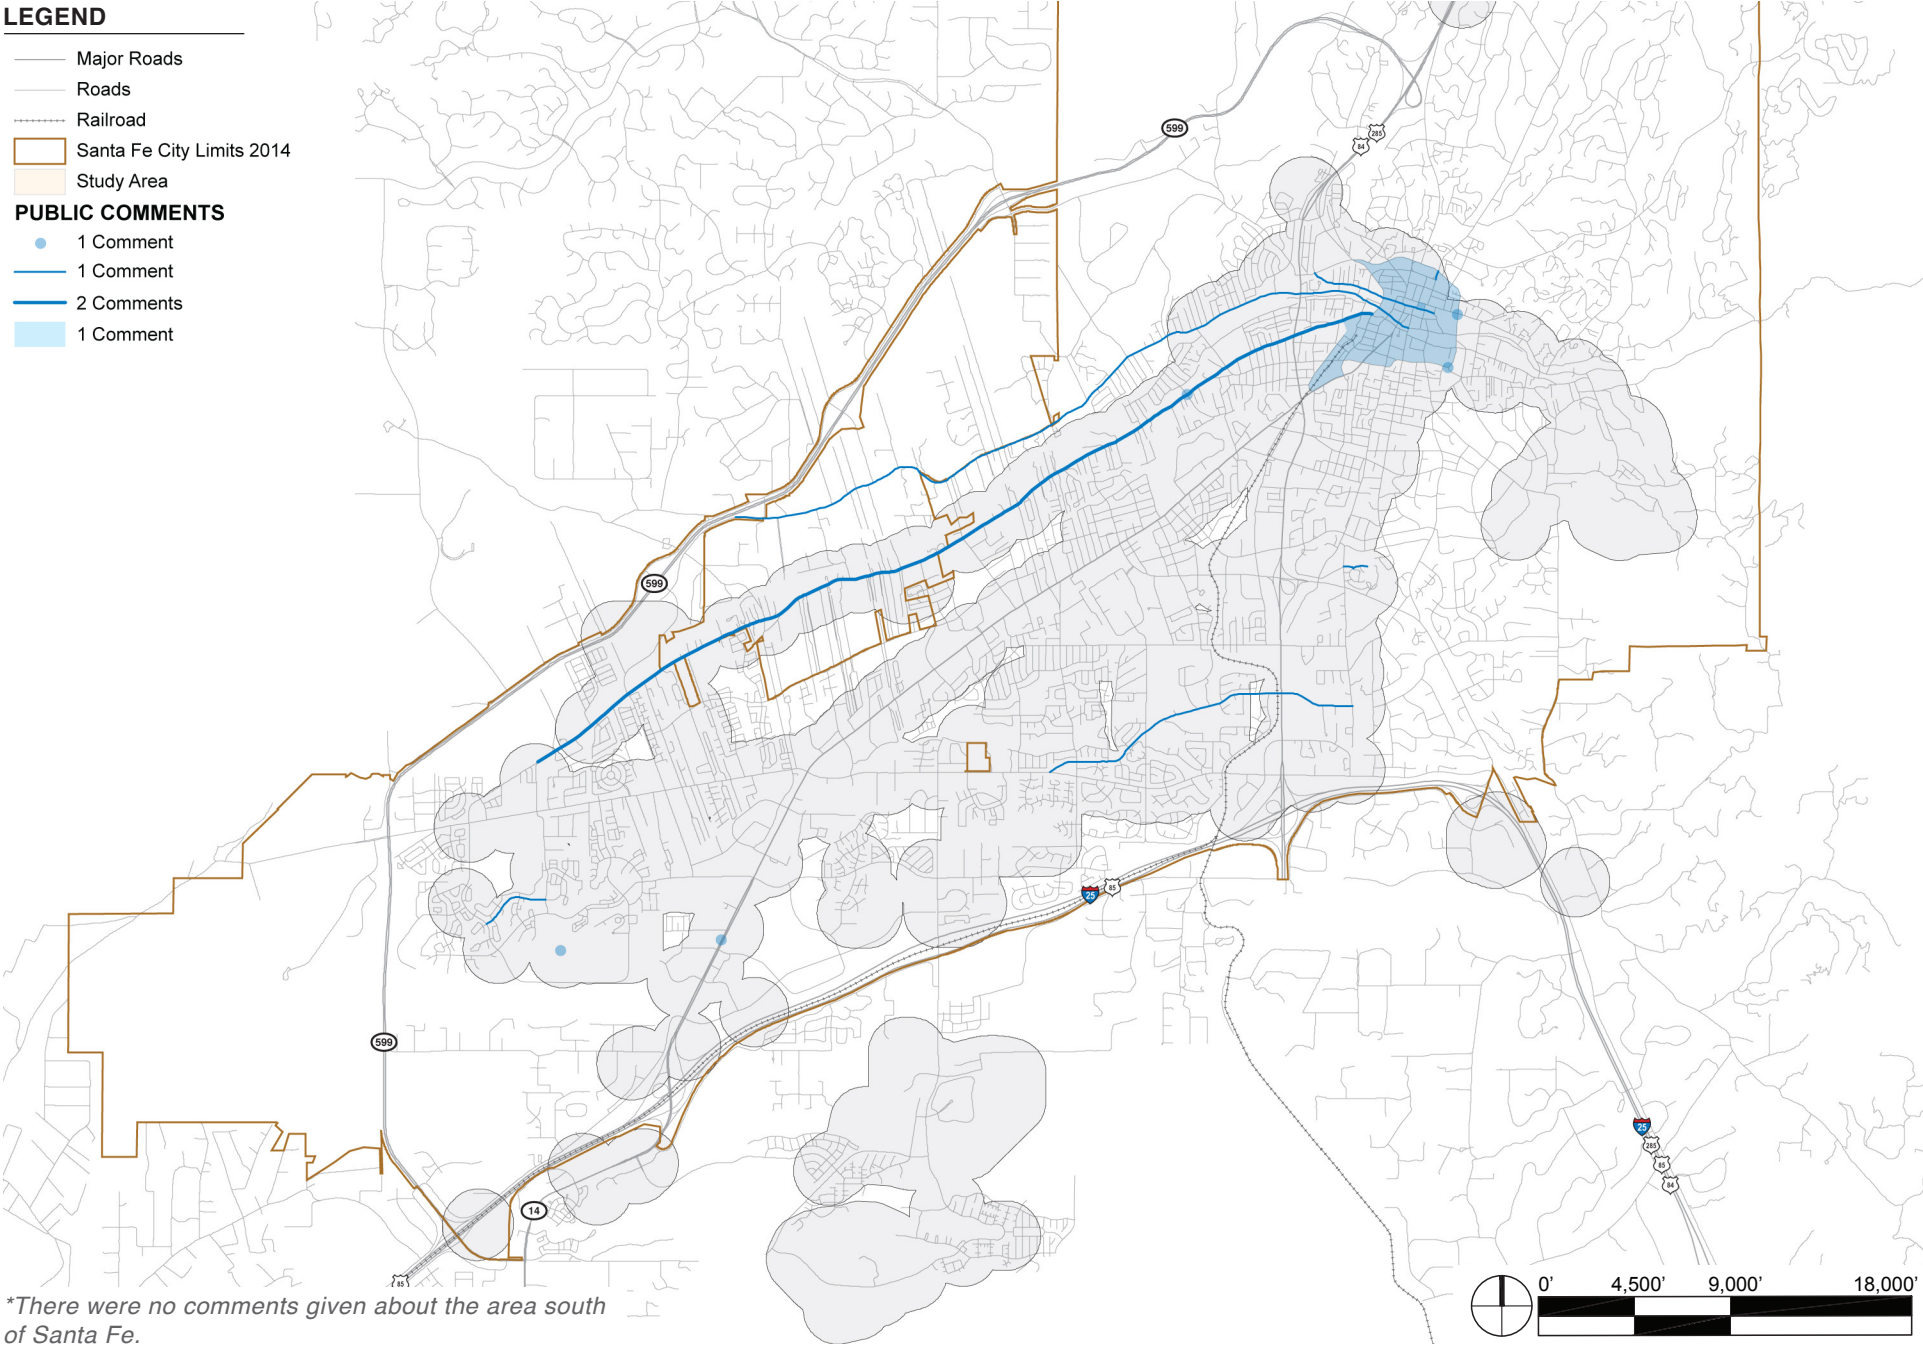 LEGEND
Major Roads
Roads
Railroad
Santa Fe City Limits 2014
Study Area
PUBLIC COMMENTS
1 Comment
1 Comment
2 Comments
1 Comment
599
285
84
599
25
85
599
25
285
85
84
14
85
*There were no comments given about the area south
of Santa Fe.
0' 4,500' 9,000' 18,000'